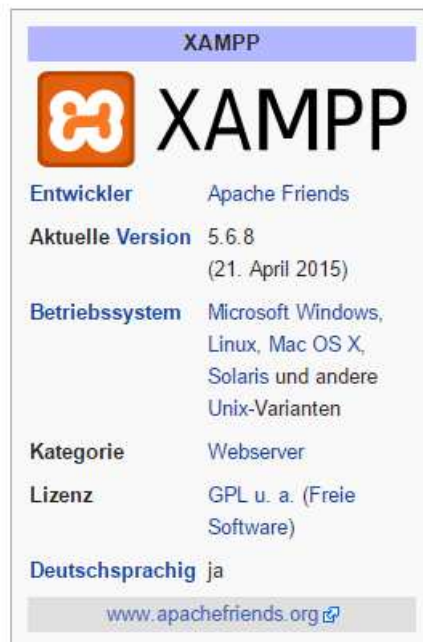 XAMPP
XAMPP
Entwickler Apache Friends
Aktuelle Version 5.6.8
(21. April 2015)
Betriebssystem Microsoft Windows,
Linux, Mac OS X,
Solaris und andere
Unix-Varianten
Kategorie Webserver
Lizenz GPL u. a. (Freie
Software)
Deutschsprachig ja
www.apachefriends.org